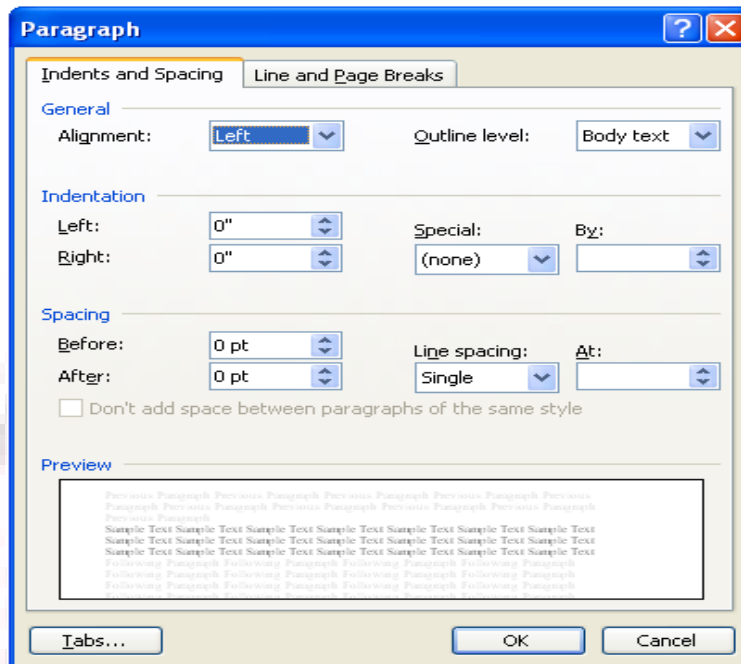 Paragraph
Indents and Spacing Line and Page Breaks
General
Alignment: Left Outline level: Body text
Indentation
Left: 0" Special: By:
Right: 0" (none)
Spacing
Before: 0 pt Line spacing: At:
After: 0 pt Single
Don't add space between paragraphs of the same style
Preview
Previous Paragraph Previous Paragraph Previous Paragraph Previous Paragraph Previous
Paragraph Previous Paragraph Previous Paragraph Previous Paragraph Previous Paragraph
Previous Paragraph
Sample Text Sample Text Sample Text Sample Text Sample Text Sample Text Sample Text
Sample Text Sample Text Sample Text Sample Text Sample Text Sample Text Sample Text
Sample Text Sample Text Sample Text Sample Text Sample Text Sample Text Sample Text
Following Paragraph Following Paragraph Following Paragraph Following Paragraph
Following Paragraph Following Paragraph Following Paragraph Following Paragraph
Following Paragraph Following Paragraph Following Paragraph Following Paragraph
Tabs... OK Cancel